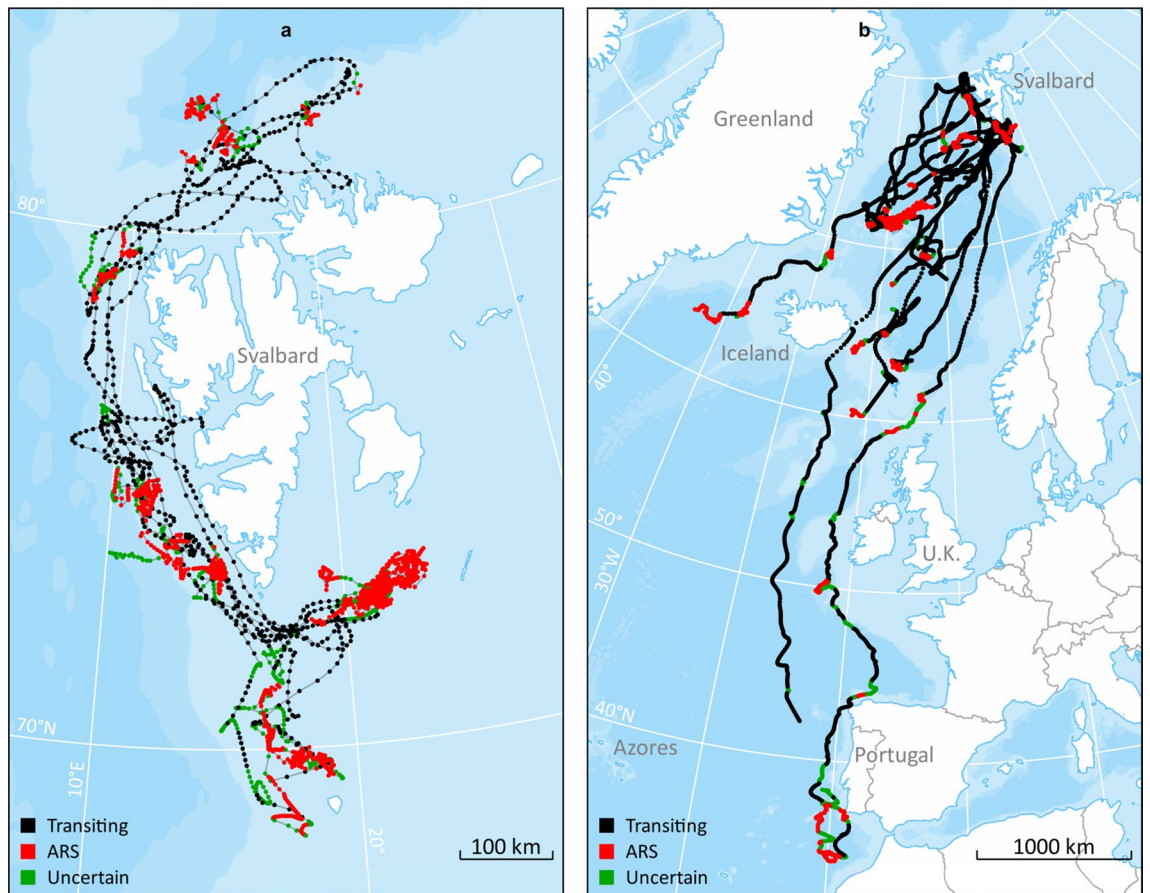 a
80°
Svalbard
70°N
10°E
20°
Transiting
ARS
Uncertain
100 km
b
Svalbard
Greenland
Iceland
40°
50°
30°W
U.K.
40°N
Azores
Portugal
Transiting
ARS
Uncertain
1000 km